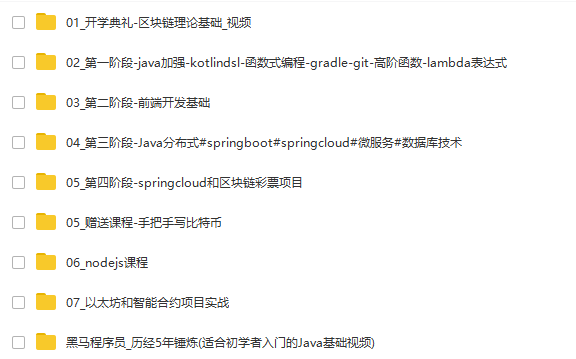 01_开学典礼-区块链理论基础_视频
02_第一阶段-java加强-kotlindsl-函数式编程-gradle-git-高阶函数-lambda表达式
03_第二阶段-前端开发基础
04_第三阶段-Java分布式#springboot#springcloud#微服务#数据库技术
05_第四阶段-springcloud和区块链彩票项目
05_赠送课程-手把手写比特币
06_nodejs课程
07_以太坊和智能合约项目实战
黑马程序员_历经5年锤炼(适合初学者入门的Java基础视频)